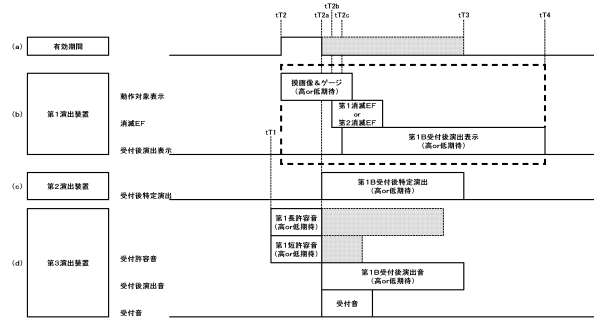 tT2b
tT2 tT2a tT2c tT3 tT4
(a) 有効期間
操画像&ゲージ
(高or低期待)
動作対象表示
第1消滅EF
or
第2消滅EF
(b) 第1演出装置
消滅EF
第1B受付後演出表示
(高or低期待)
受付後演出表示
tT1
(c) 第2演出装置
第1B受付後特定演出
(高or低期待)
受付後特定演出
第1長許容音
(高or低期待)
第1短許容音
(高or低期待)
受付許容音
(d) 第3演出装置
第1B受付後演出音
(高or低期待)
受付後演出音
受付音
受付音